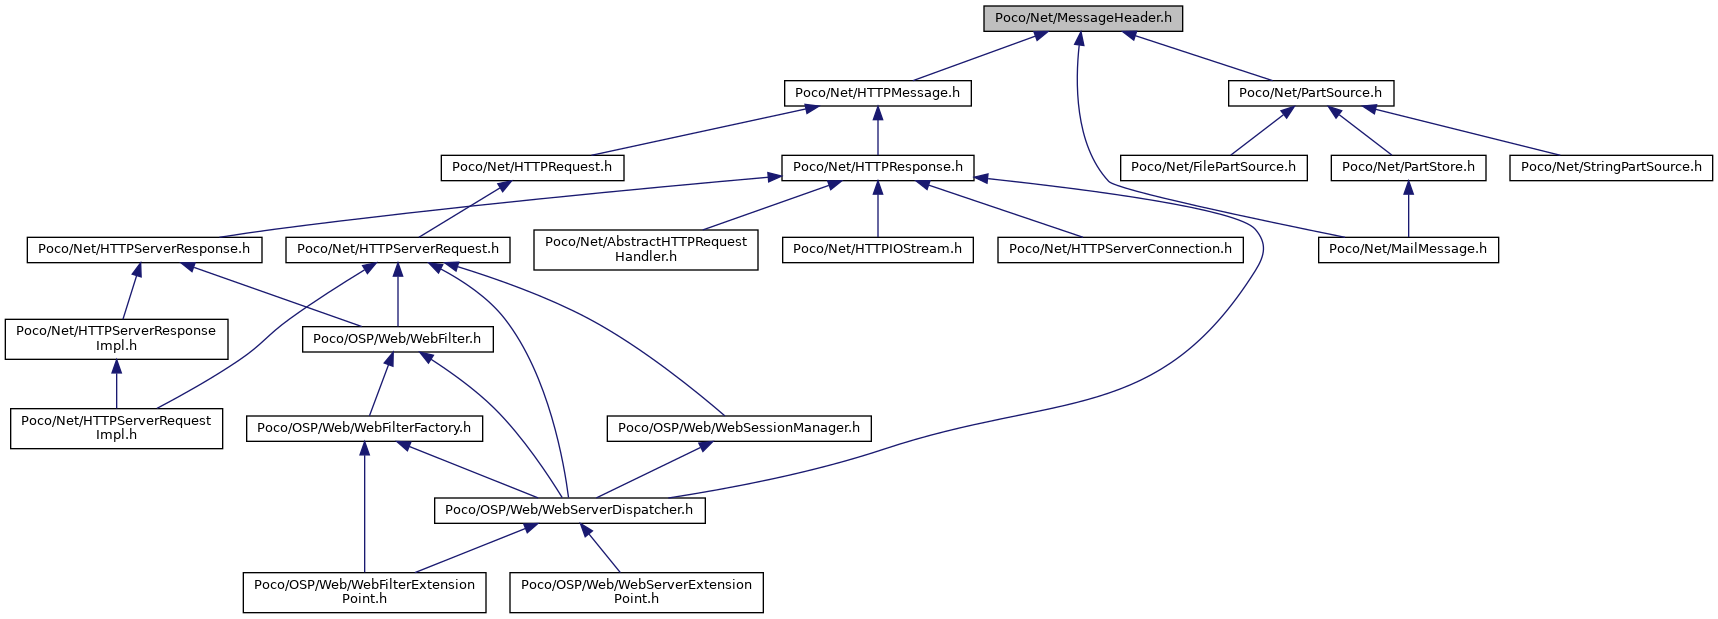 Poco/Net/MessageHeader.h
Poco/Net/HTTPMessage.h
Poco/Net/PartSource.h
Poco/Net/HTTPRequest.h
Poco/Net/HTTPResponse.h
Poco/Net/FilePartSource.h
Poco/Net/PartStore.h
Poco/Net/StringPartSource.h
Poco/Net/HTTPServerResponse.h
Poco/Net/HTTPServerRequest.h
Poco/Net/AbstractHTTPRequest
Handler.h
Poco/Net/HTTPIOStream.h
Poco/Net/HTTPServerConnection.h
Poco/Net/MailMessage.h
Poco/Net/HTTPServerResponse
Impl.h
Poco/OSP/Web/WebFilter.h
Poco/Net/HTTPServerRequest
Impl.h
Poco/OSP/Web/WebFilterFactory.h
Poco/OSP/Web/WebSessionManager.h
Poco/OSP/Web/WebServerDispatcher.h
Poco/OSP/Web/WebFilterExtension
Point.h
Poco/OSP/Web/WebServerExtension
Point.h